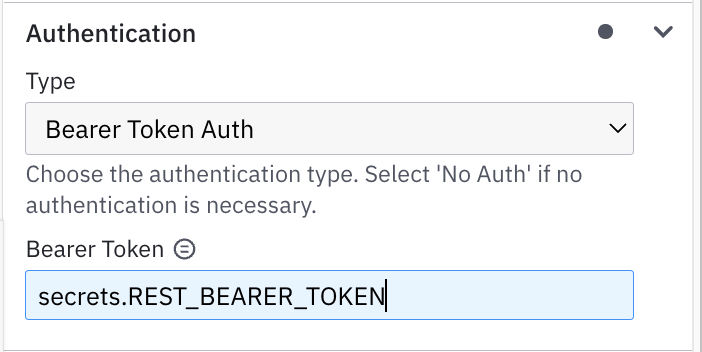 Authentication
Type
Bearer Token Auth
Choose the authentication type. Select 'No Auth' if no
authentication is necessary.
Bearer Token
secrets.REST_BEARER_TOKEN